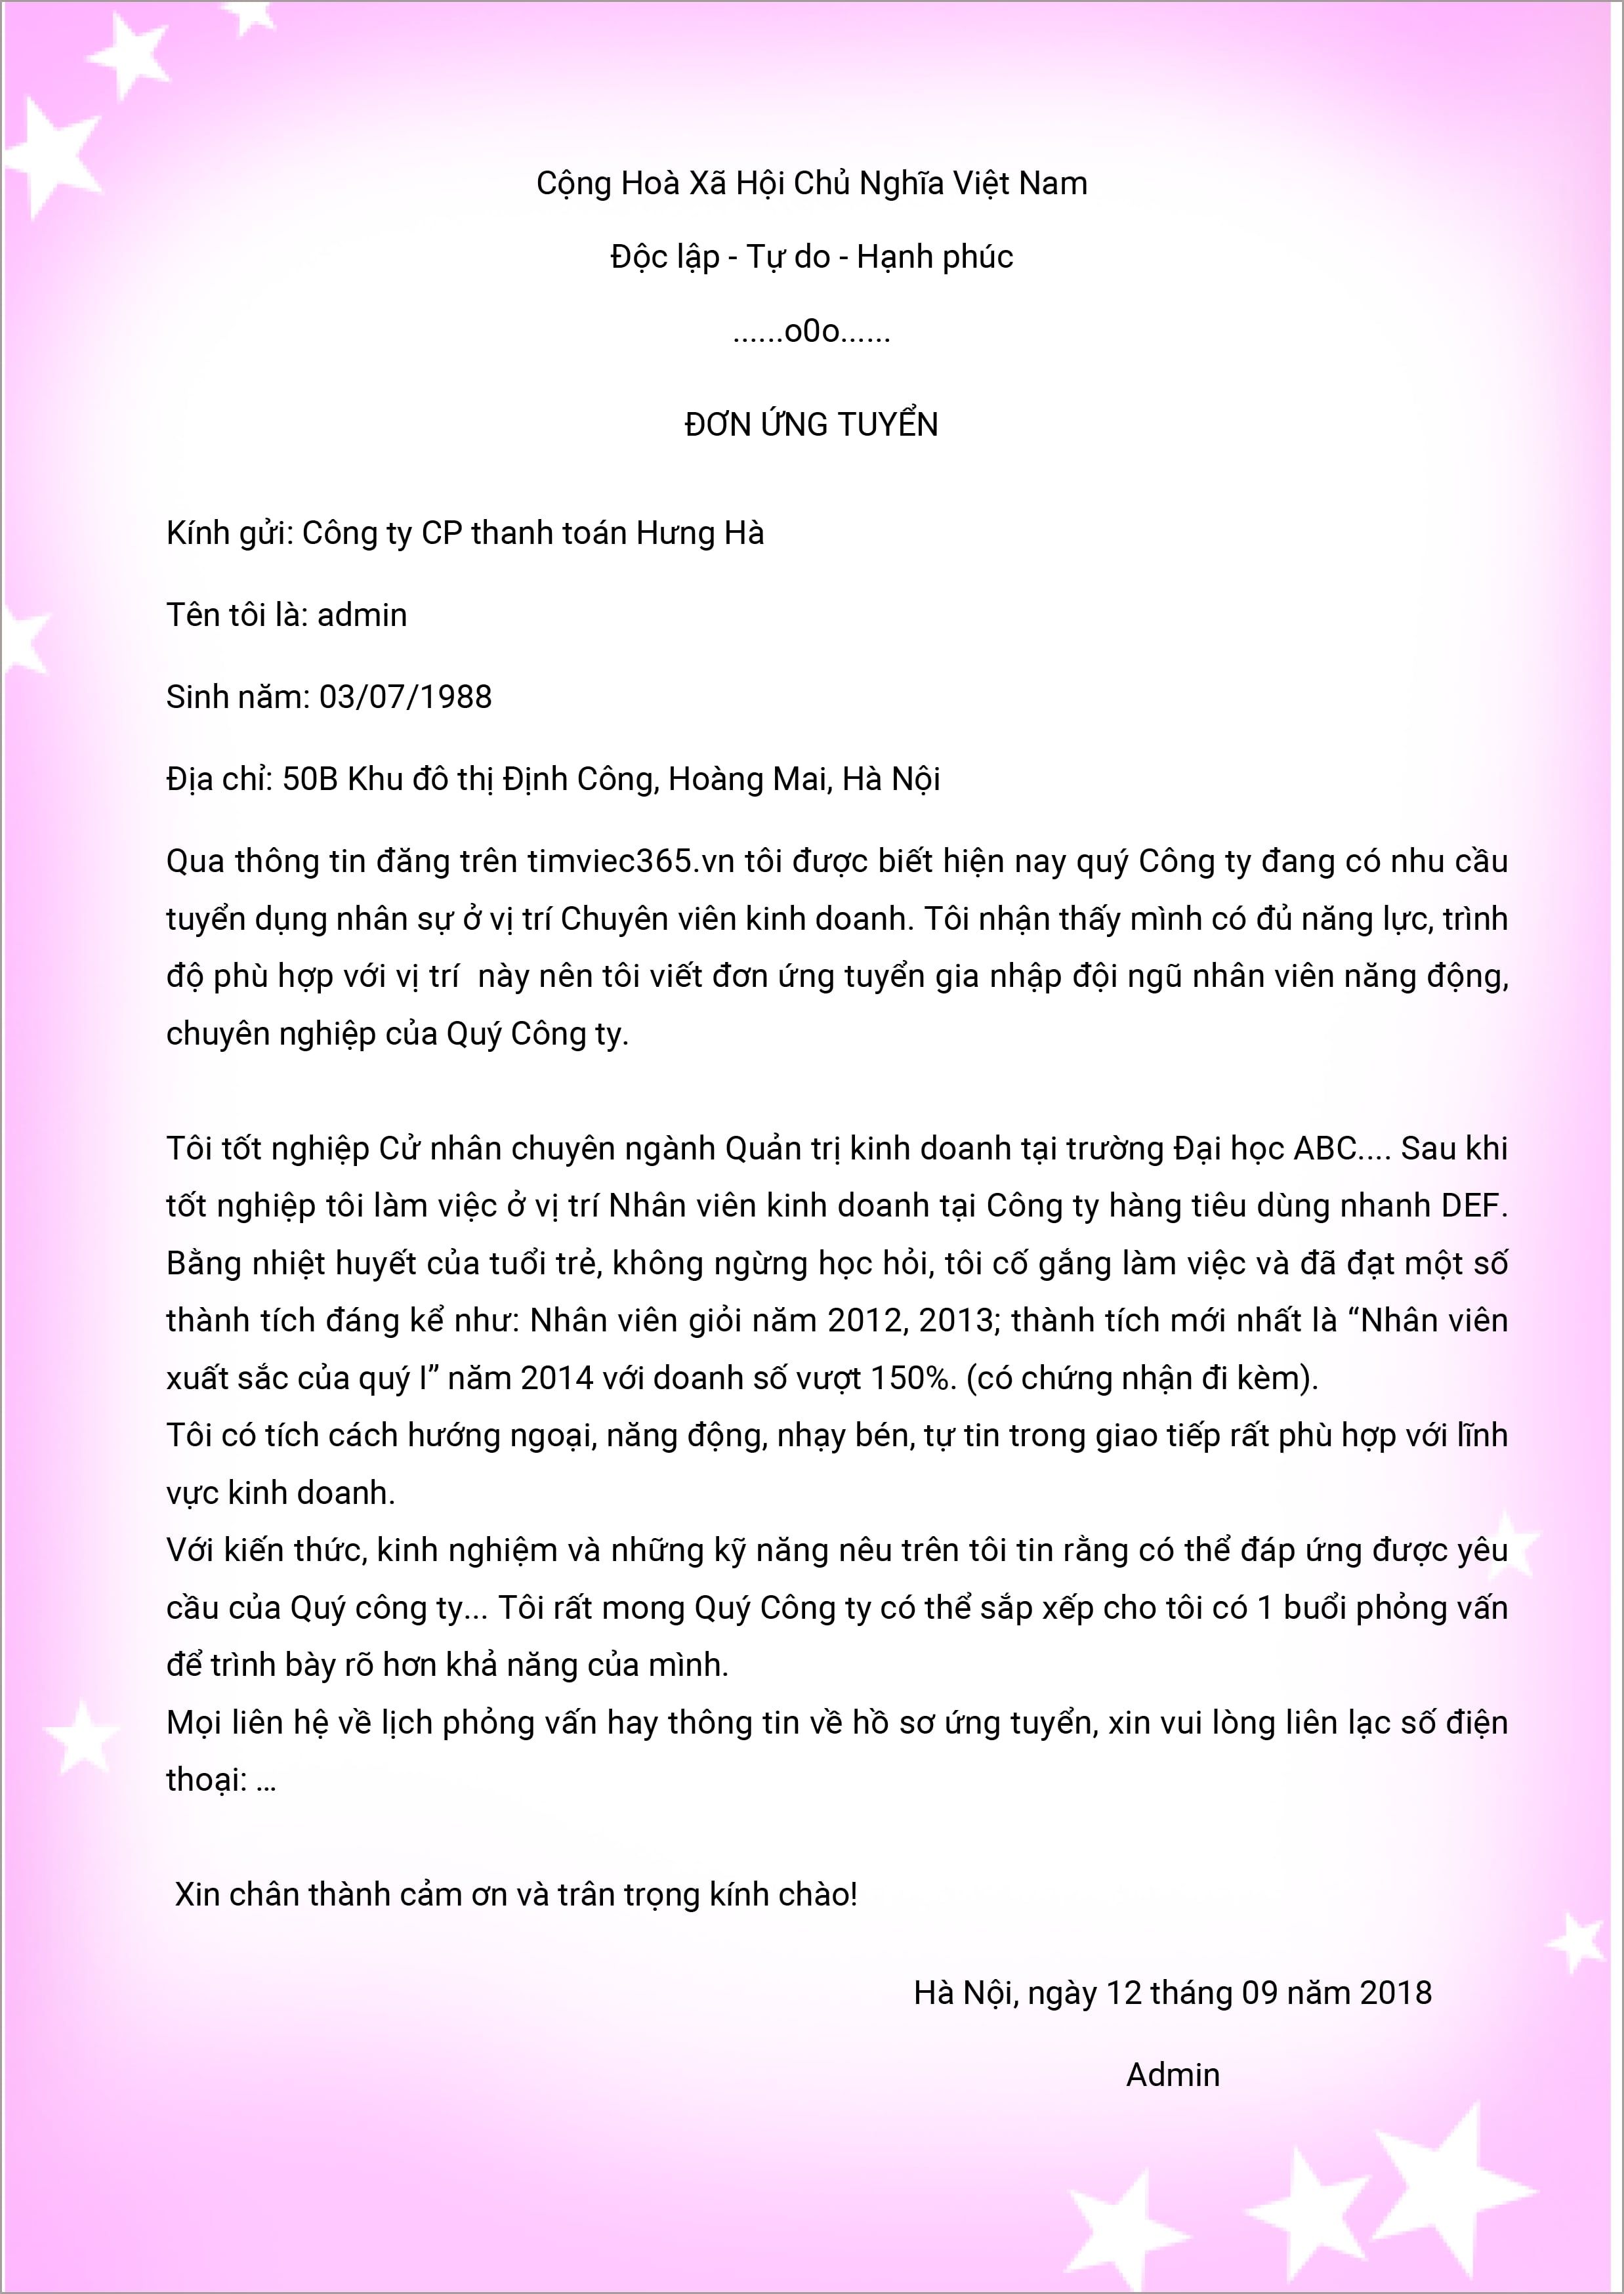 Cộng Hoà Xã Hội Chủ Nghĩa Việt Nam
Độc lập - Tự do - Hạnh phúc
......o0o......
ĐƠN ỨNG TUYỂN
Kính gửi: Công ty CP thanh toán Hưng Hà
Tên tôi là: admin
Sinh năm: 03/07/1988
Địa chỉ: 50B Khu đô thị Định Công, Hoàng Mai, Hà Nội
Qua thông tin đăng trên timviec365.vn tôi được biết hiện nay quý Công ty đang có nhu cầu
tuyển dụng nhân sự ở vị trí Chuyên viên kinh doanh. Tôi nhận thấy mình có đủ năng lực, trình
độ phù hợp với vị trí  này nên tôi viết đơn ứng tuyển gia nhập đội ngũ nhân viên năng động,
chuyên nghiệp của Quý Công ty.
Tôi tốt nghiệp Cử nhân chuyên ngành Quản trị kinh doanh tại trường Đại học ABC.... Sau khi
tốt nghiệp tôi làm việc ở vị trí Nhân viên kinh doanh tại Công ty hàng tiêu dùng nhanh DEF.
Bằng nhiệt huyết của tuổi trẻ, không ngừng học hỏi, tôi cố gắng làm việc và đã đạt một số
thành tích đáng kể như: Nhân viên giỏi năm 2012, 2013; thành tích mới nhất là “Nhân viên
xuất sắc của quý I” năm 2014 với doanh số vượt 150%. (có chứng nhận đi kèm).
Tôi có tích cách hướng ngoại, năng động, nhạy bén, tự tin trong giao tiếp rất phù hợp với lĩnh
vực kinh doanh.
Với kiến thức, kinh nghiệm và những kỹ năng nêu trên tôi tin rằng có thể đáp ứng được yêu
cầu của Quý công ty... Tôi rất mong Quý Công ty có thể sắp xếp cho tôi có 1 buổi phỏng vấn
để trình bày rõ hơn khả năng của mình.
Mọi liên hệ về lịch phỏng vấn hay thông tin về hồ sơ ứng tuyển, xin vui lòng liên lạc số điện
thoại: …
Xin chân thành cảm ơn và trân trọng kính chào!
Hà Nội, ngày 12 tháng 09 năm 2018
Admin